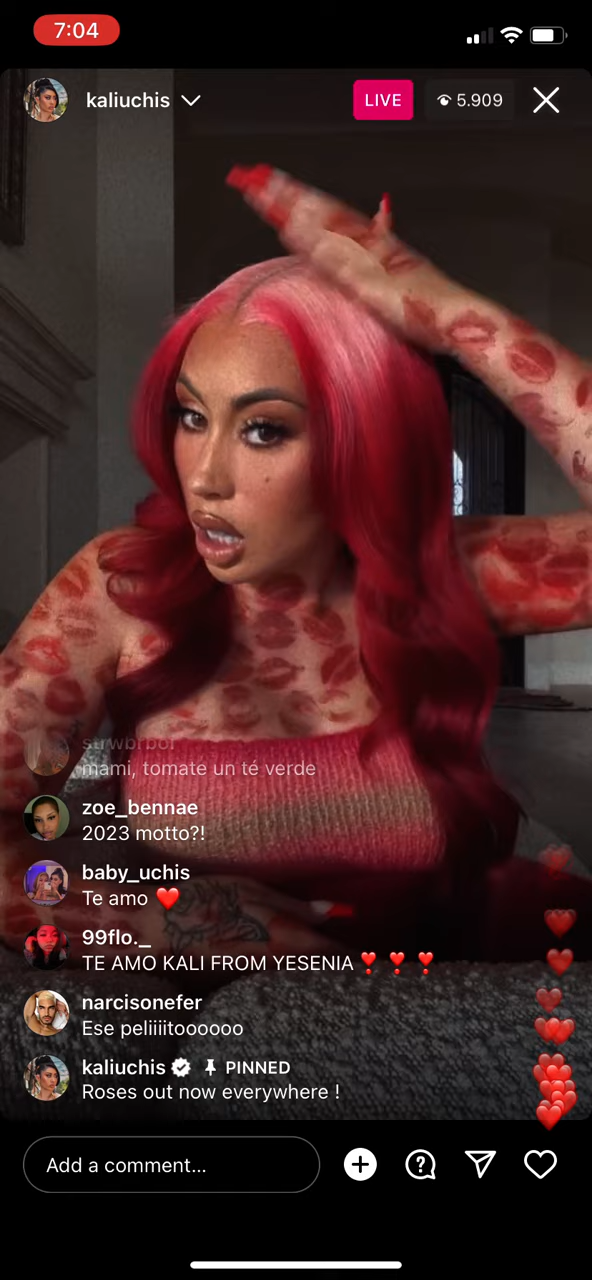 7:04
kaliuchis
LIVE
5.909
strwbrbor
mami, tomate un té verde
zoe_bennae
2023 motto?!
baby_uchis
Te amo ❤️
99flo._
TE AMO KALI FROM YESENIA ❣️ ❣️ ❣️
narcisonefer
Ese peliiiitoooooo
kaliuchis PINNED
Roses out now everywhere !
Add a comment...